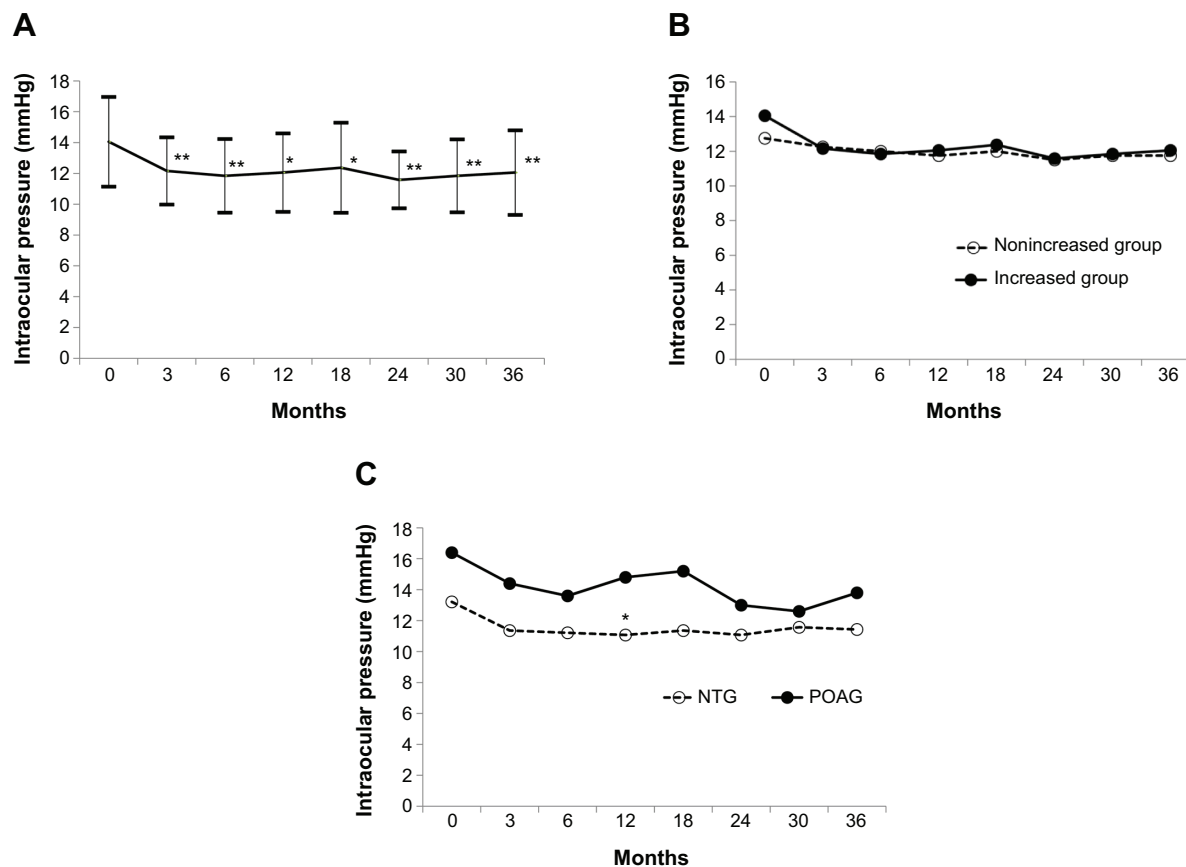 A
Intraocular pressure (mmHg)
18
16
14
12
10
8
6
4
2
0
** ** * * ** ** **
0 3 6 12 18 24 30 36
Months
B
Intraocular pressure (mmHg)
16
14
12
10
8
6
4
2
0
Nonincreased group
Increased group
0 3 6 12 18 24 30 36
Months
C
Intraocular pressure (mmHg)
18
16
14
12
10
8
6
4
2
0
*
NTG POAG
0 3 6 12 18 24 30 36
Months